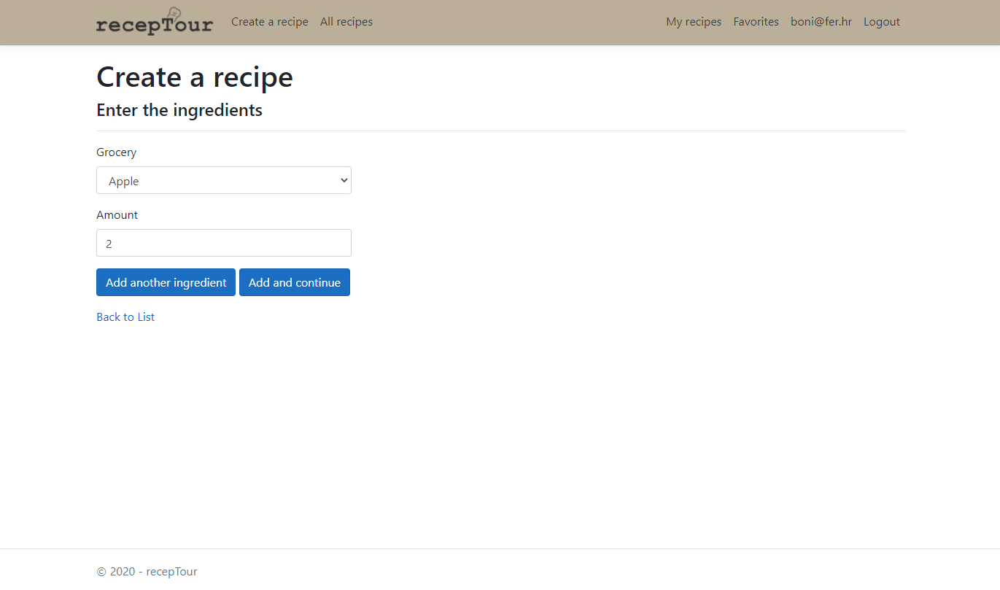 recepTour Create a recipe All recipes My recipes Favorites boni@fer.hr Logout
Create a recipe
Enter the ingredients
Grocery
Apple
Amount
2
Add another ingredient Add and continue
Back to List
© 2020 - recepTour